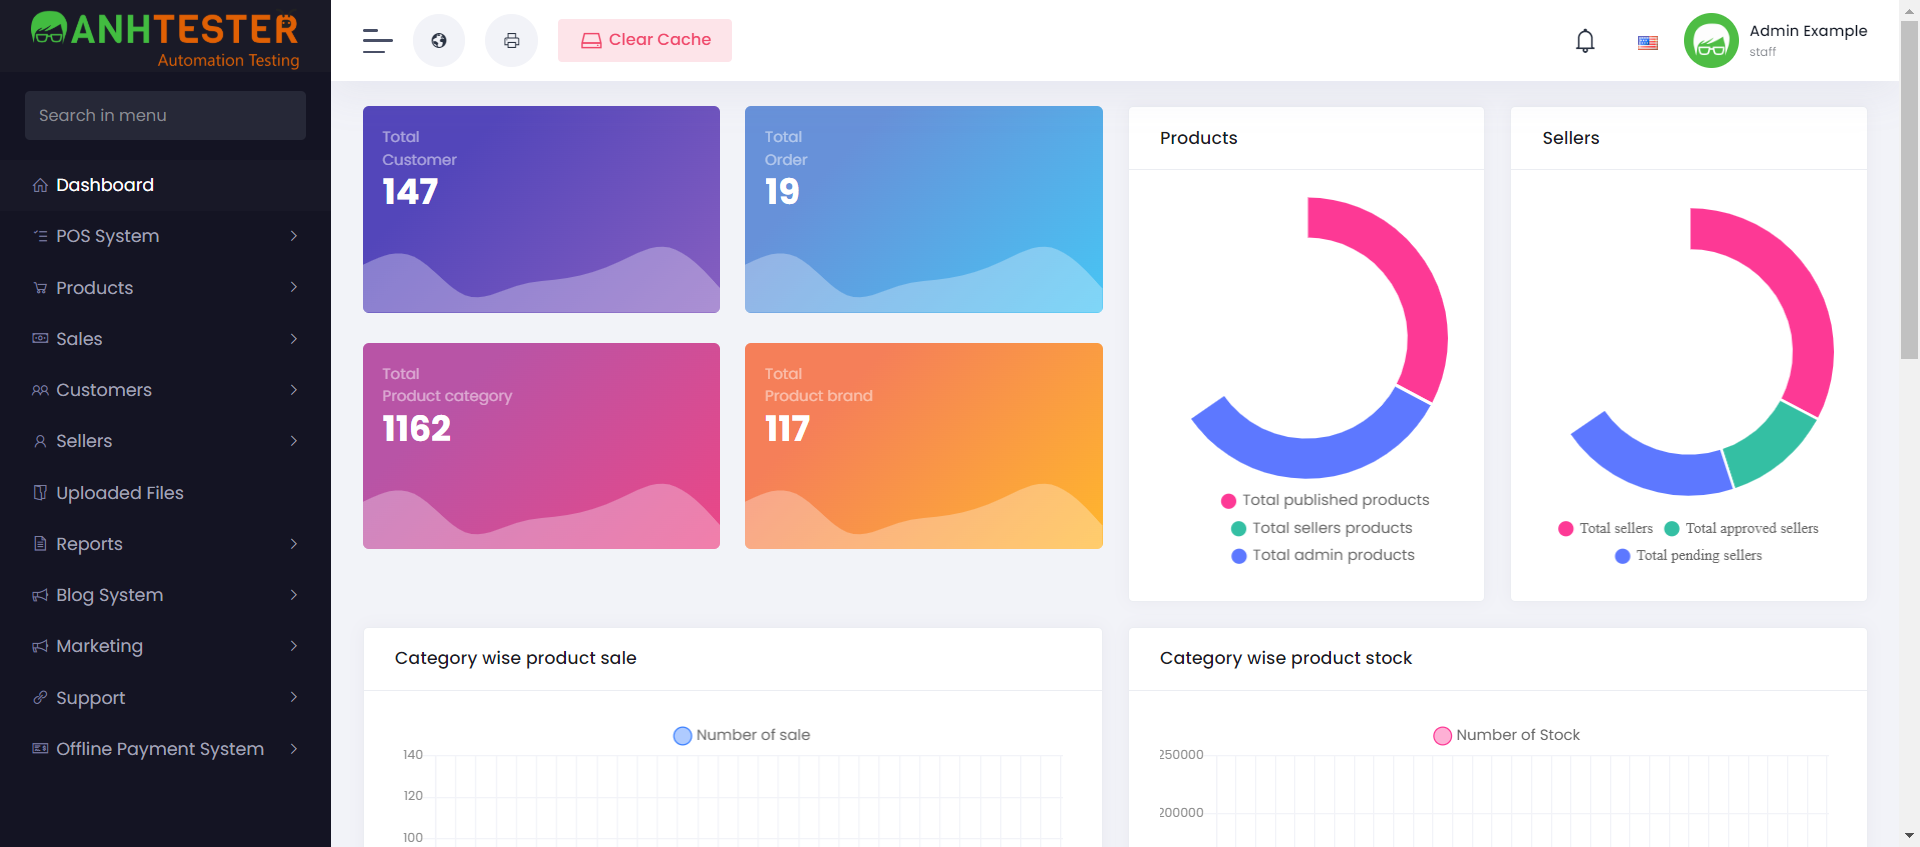 ANHTESTER
Automation Testing
Search in menu
Dashboard
POS System
Products
Sales
Customers
Sellers
Uploaded Files
Reports
Blog System
Marketing
Support
Offline Payment System
Clear Cache
Admin Example
staff
Total
Customer
147
Total
Order
19
Total
Product category
1162
Total
Product brand
117
Products
Total published products
Total sellers products
Total admin products
Sellers
Total sellers Total approved sellers
Total pending sellers
Category wise product sale
Number of sale
140
120
100
Category wise product stock
Number of Stock
250000
200000